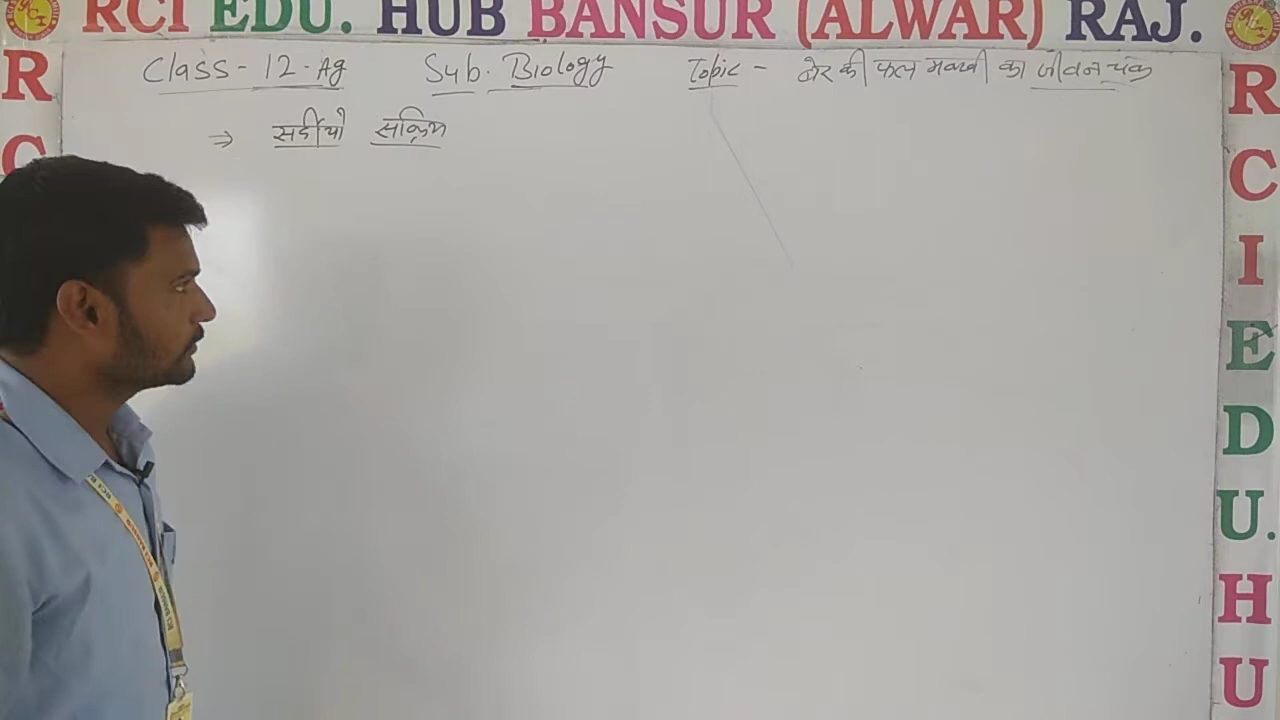 RCI EDU. HUB BANSUR (ALWAR) RAJ.
Class - 12 - Ag Sub. Biology Topic - बेर की फल मक्खी का जीवन चक्र
⇒ सर्दीयो सक्रिय
R
C
R
C
I
E
D
U.
H
U